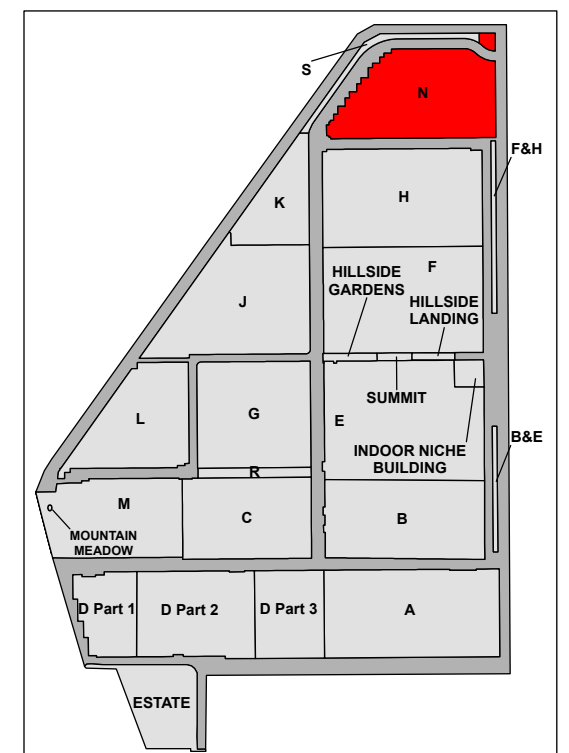 S
N
F&H
K
H
F
HILLSIDE
GARDENS
HILLSIDE
LANDING
J
SUMMIT
L
G
E
INDOOR NICHE
BUILDING
B&E
R
M
C
B
MOUNTAIN
MEADOW
D Part 1
D Part 2
D Part 3
A
ESTATE